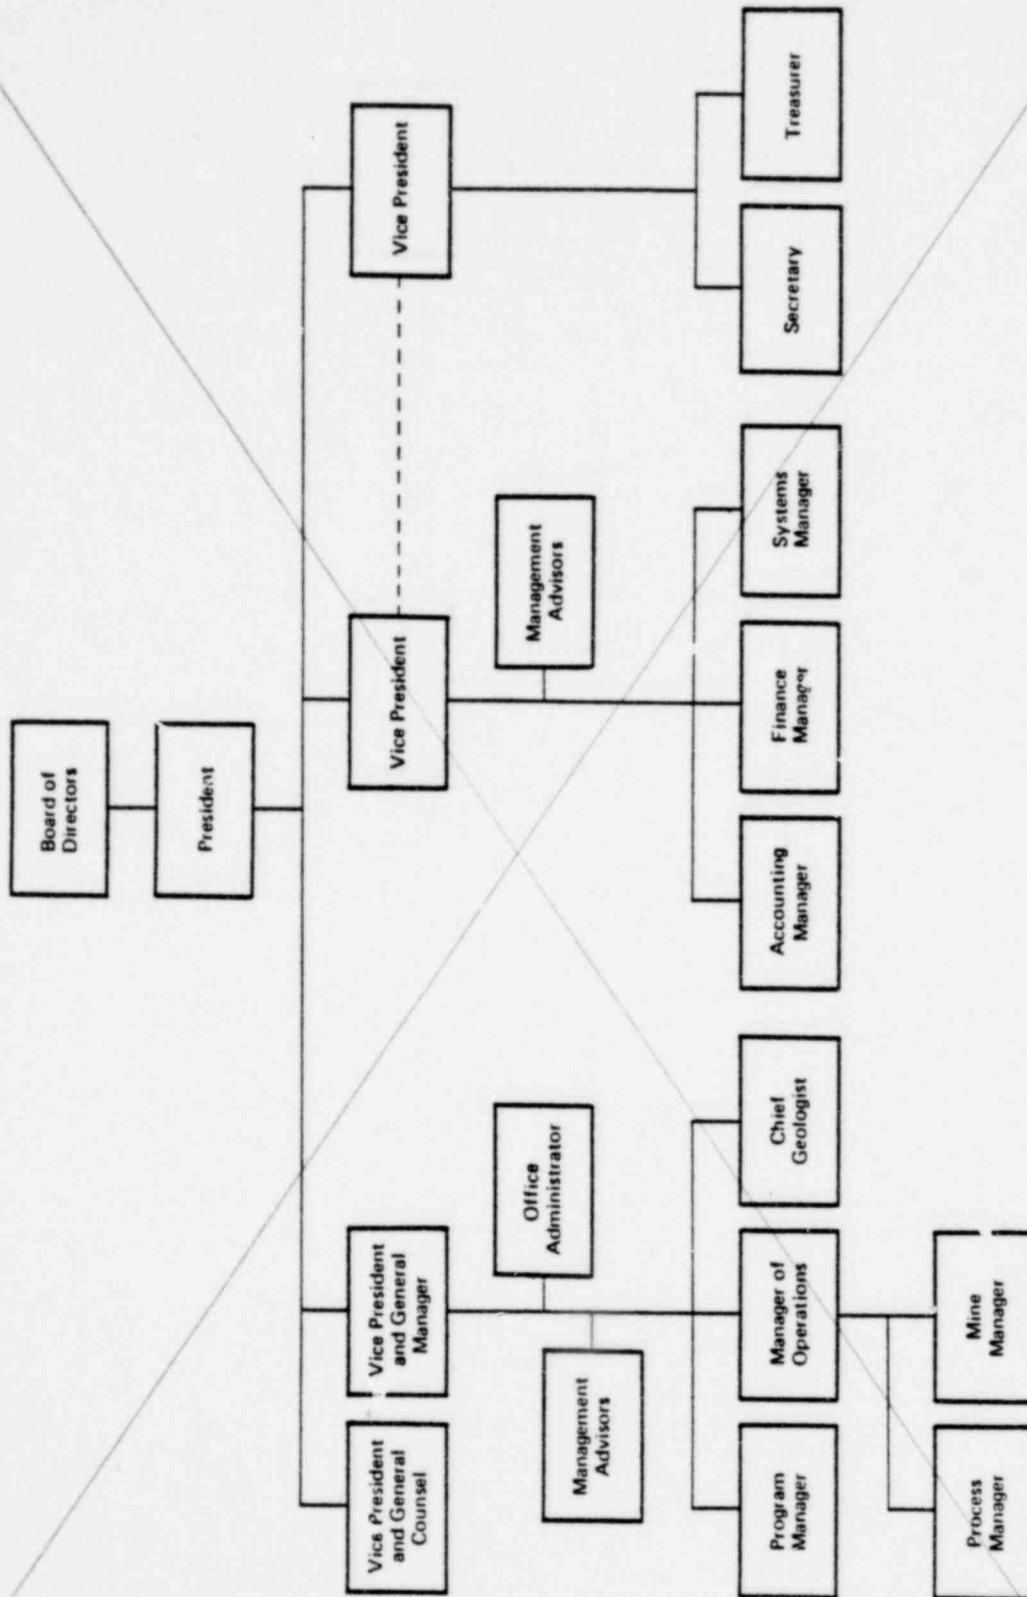 Board of
Directors
President
Vice President
and General
Counsel
Vice President
and General
Manager
Vice President
Vice President
Office
Administrator
Management
Advisors
Management
Advisors
Program
Manager
Manager of
Operations
Chief
Geologist
Accounting
Manager
Finance
Manager
Systems
Manager
Secretary
Treasurer
Process
Manager
Mine
Manager